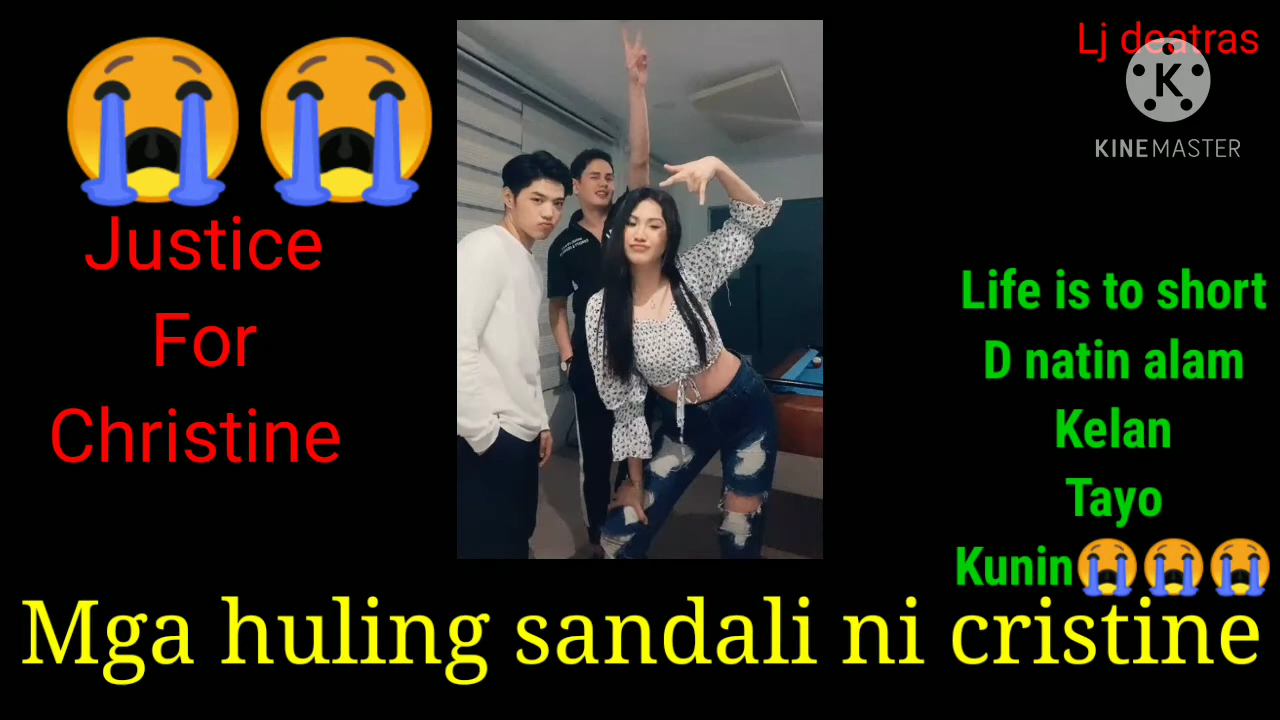 Lj deatras
KINEMASTER
Justice
For
Christine
Life is to short
D natin alam
Kelan
Tayo
Kunin😭😭😭
Mga huling sandali ni cristine